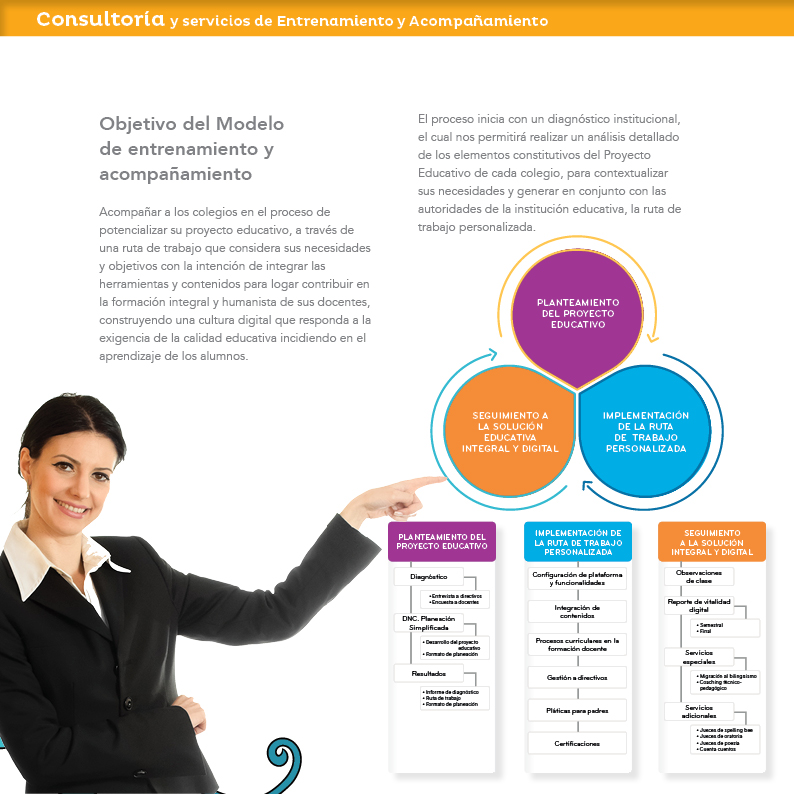 Consultoría y servicios de Entrenamiento y Acompañamiento
Objetivo del Modelo
de entrenamiento y
acompañamiento
Acompañar a los colegios en el proceso de
potencializar su proyecto educativo, a través de
una ruta de trabajo que considera sus necesidades
y objetivos con la intención de integrar las
herramientas y contenidos para logar contribuir en
la formación integral y humanista de sus docentes,
construyendo una cultura digital que responda a la
exigencia de la calidad educativa incidiendo en el
aprendizaje de los alumnos.
El proceso inicia con un diagnóstico institucional,
el cual nos permitirá realizar un análisis detallado
de los elementos constitutivos del Proyecto
Educativo de cada colegio, para contextualizar
sus necesidades y generar en conjunto con las
autoridades de la institución educativa, la ruta de
trabajo personalizada.
PLANTEAMIENTO
DEL PROYECTO
EDUCATIVO
SEGUIMIENTO A
LA SOLUCIÓN
EDUCATIVA
INTEGRAL Y DIGITAL
IMPLEMENTACIÓN
DE LA RUTA
DE TRABAJO
PERSONALIZADA
PLANTEAMIENTO DEL
PROYECTO EDUCATIVO
Diagnóstico
• Entrevista a directivos
• Encuesta a docentes
DNC. Planeación
Simplificada
• Desarrollo del proyecto
educativo
• Formato de planeación
Resultados
• Informe de diagnóstico
• Ruta de trabajo
• Formato de planeación
IMPLEMENTACIÓN DE
LA RUTA DE TRABAJO
PERSONALIZADA
Configuración de plataforma
y funcionalidades
Integración de
contenidos
Procesos curriculares en la
formación docente
Gestión a directivos
Pláticas para padres
Certificaciones
SEGUIMIENTO
A LA SOLUCIÓN
INTEGRAL Y DIGITAL
Observaciones
de clase
Reporte de vitalidad
digital
• Semestral
• Final
Servicios
especiales
• Migración al bilingüismo
• Coaching técnico-
pedagógico
Servicios
adicionales
• Jueces de spelling bee
• Jueces de oratoria
• Jueces de poesía
• Cuenta cuentos